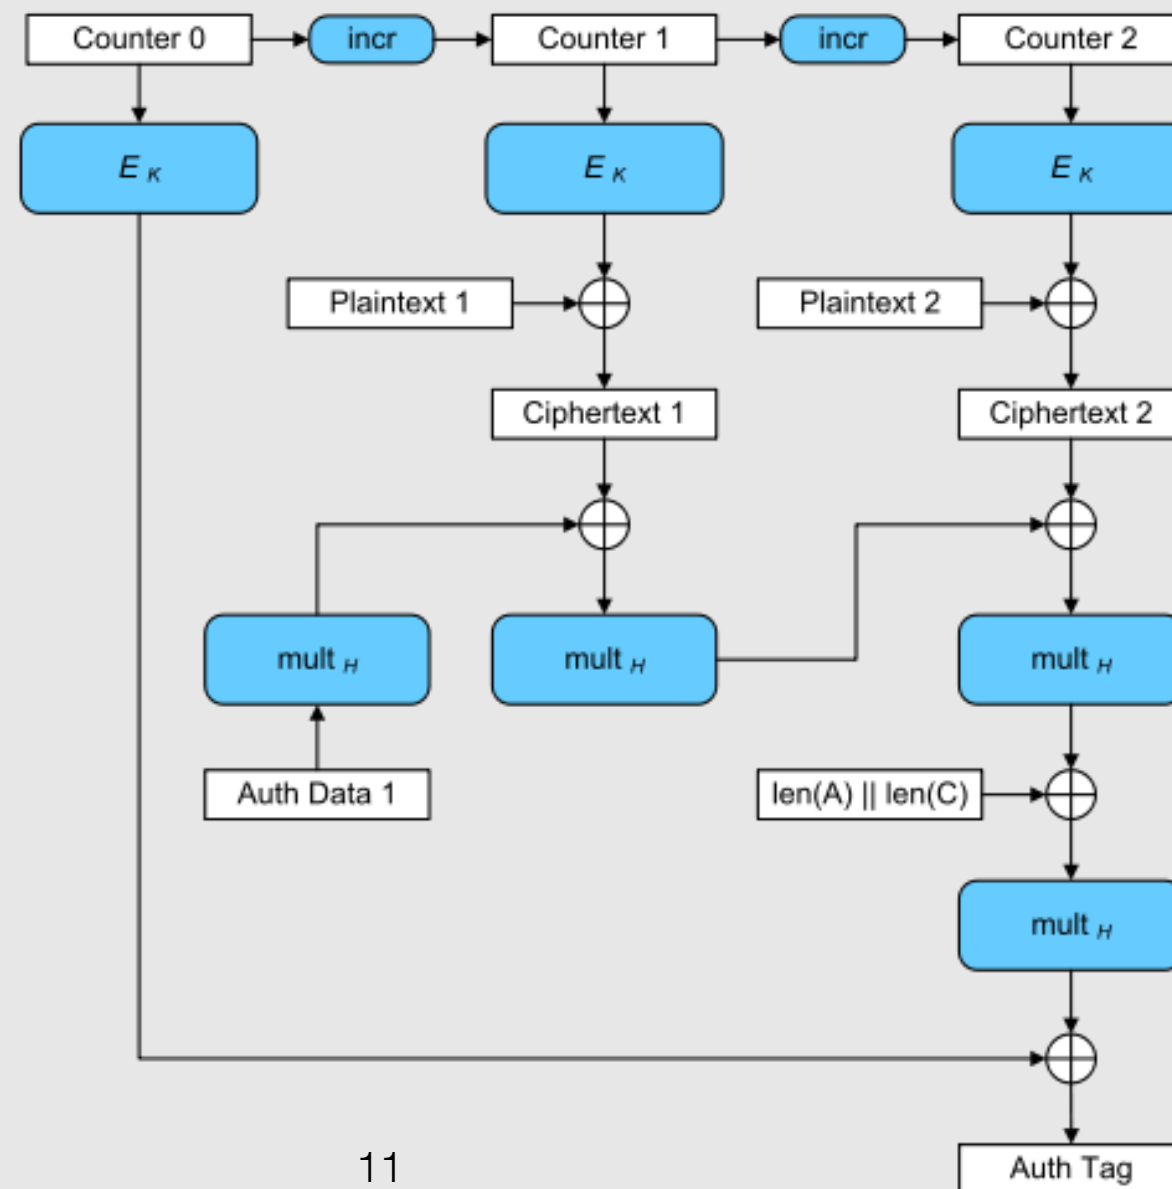 Counter 0 incr Counter 1 incr Counter 2
E K E K E K
Plaintext 1 Plaintext 2
Ciphertext 1 Ciphertext 2
mult H mult H mult H
Auth Data 1 len(A) || len(C)
mult H
11
Auth Tag